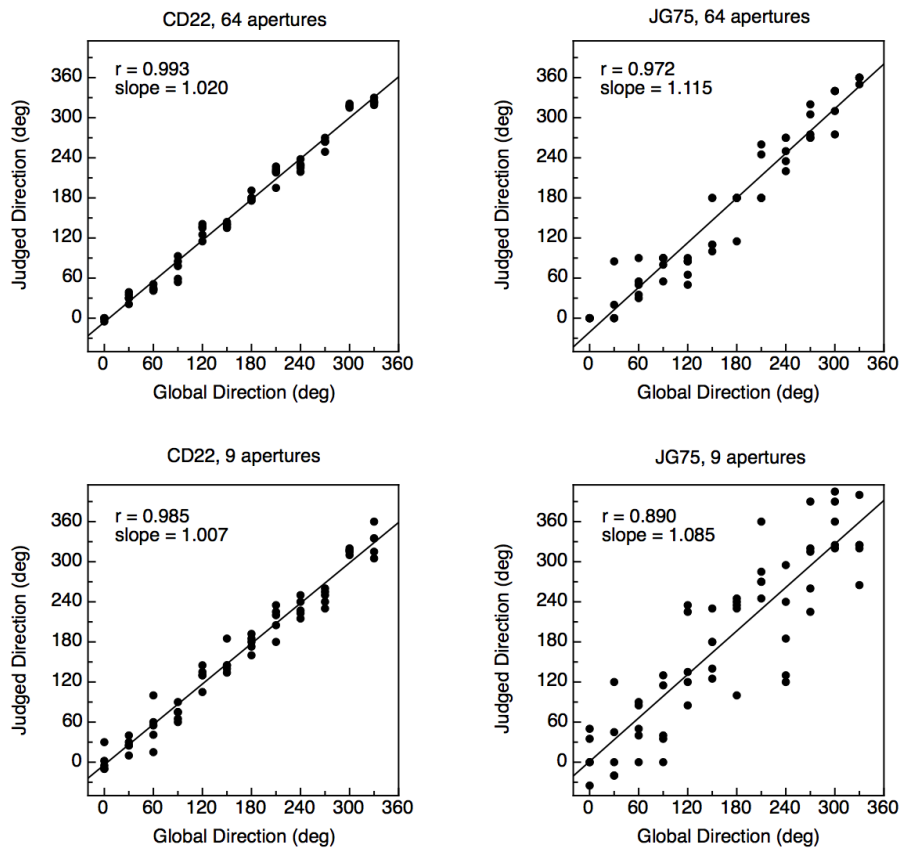 CD22, 64 apertures
r = 0.993
slope = 1.020
Judged Direction (deg)
360
300
240
180
120
60
0
0 60 120 180 240 300 360
Global Direction (deg)
JG75, 64 apertures
r = 0.972
slope = 1.115
Judged Direction (deg)
360
300
240
180
120
60
0
0 60 120 180 240 300 360
Global Direction (deg)
CD22, 9 apertures
r = 0.985
slope = 1.007
Judged Direction (deg)
360
300
240
180
120
60
0
0 60 120 180 240 300 360
Global Direction (deg)
JG75, 9 apertures
r = 0.890
slope = 1.085
Judged Direction (deg)
360
300
240
180
120
60
0
0 60 120 180 240 300 360
Global Direction (deg)